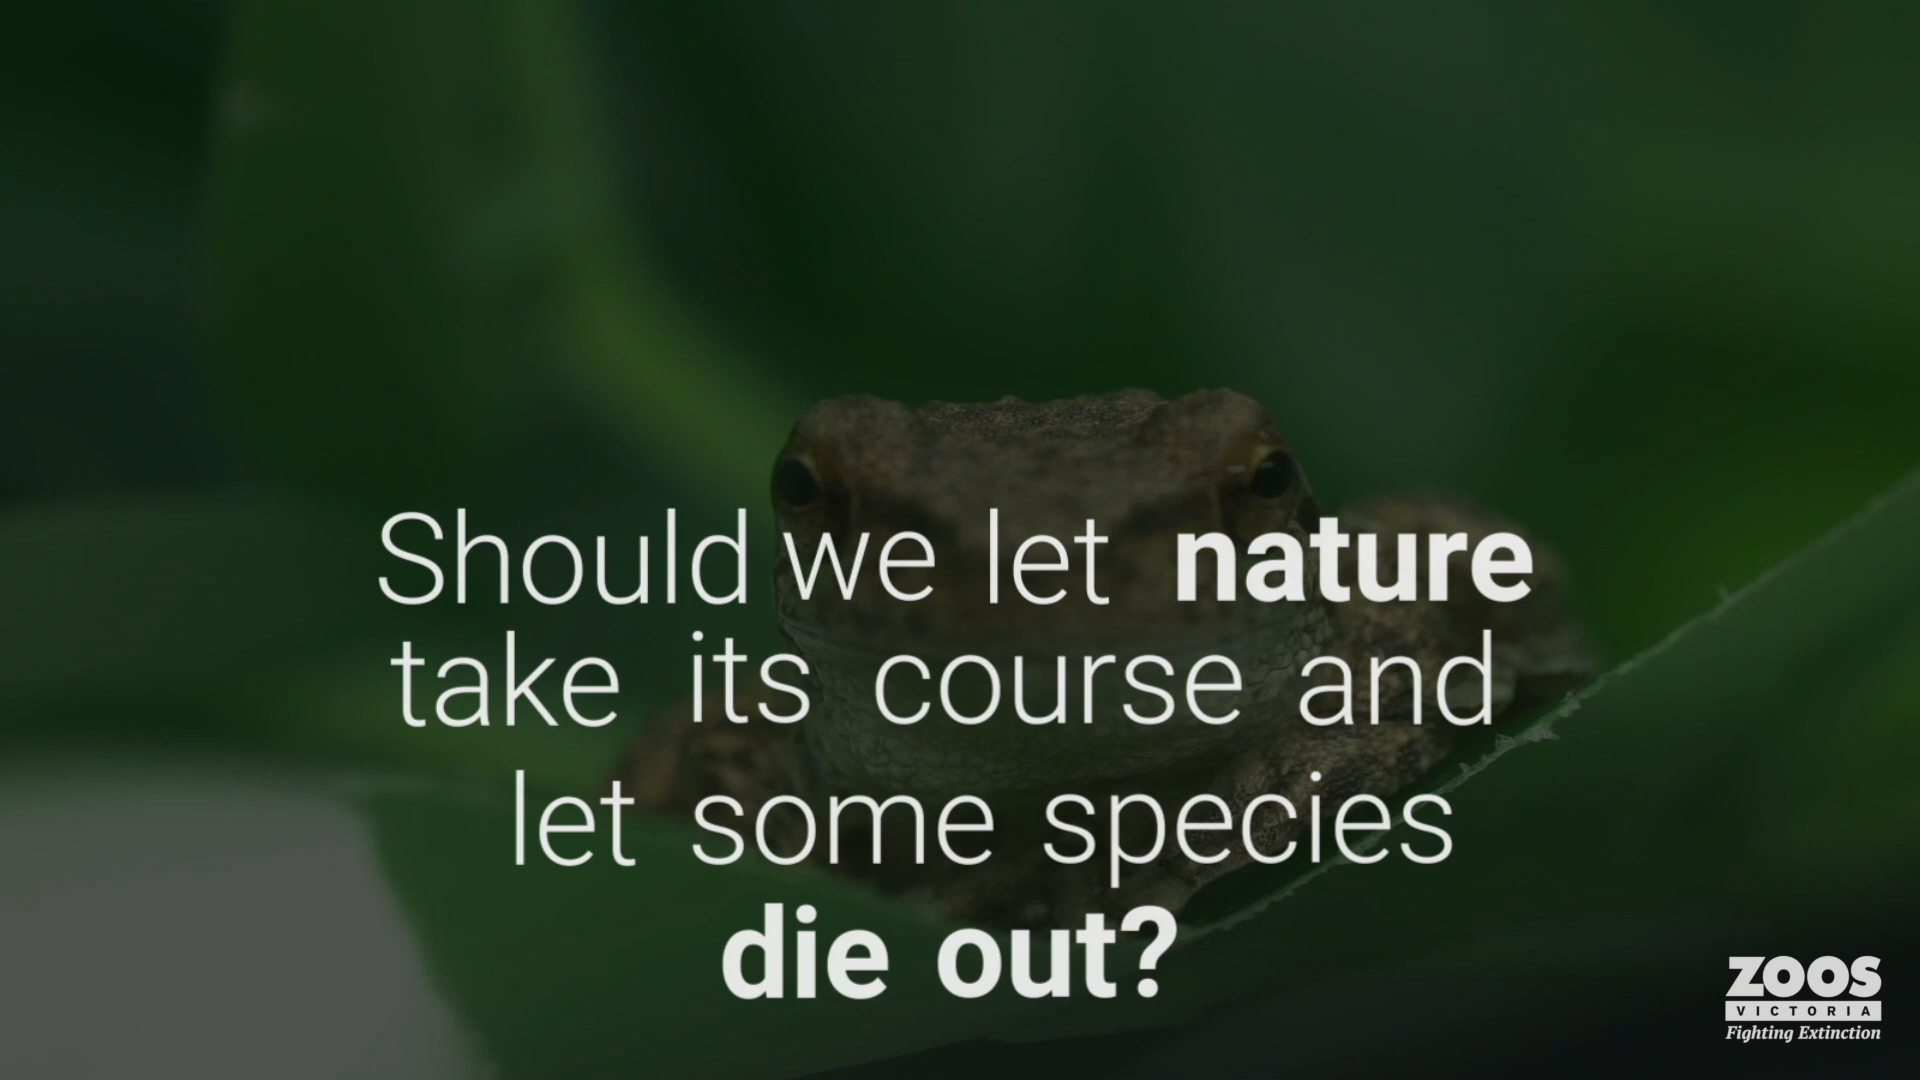 Should we let nature
take its course and
let some species
die out?
ZOOS
VICTORIA
Fighting Extinction